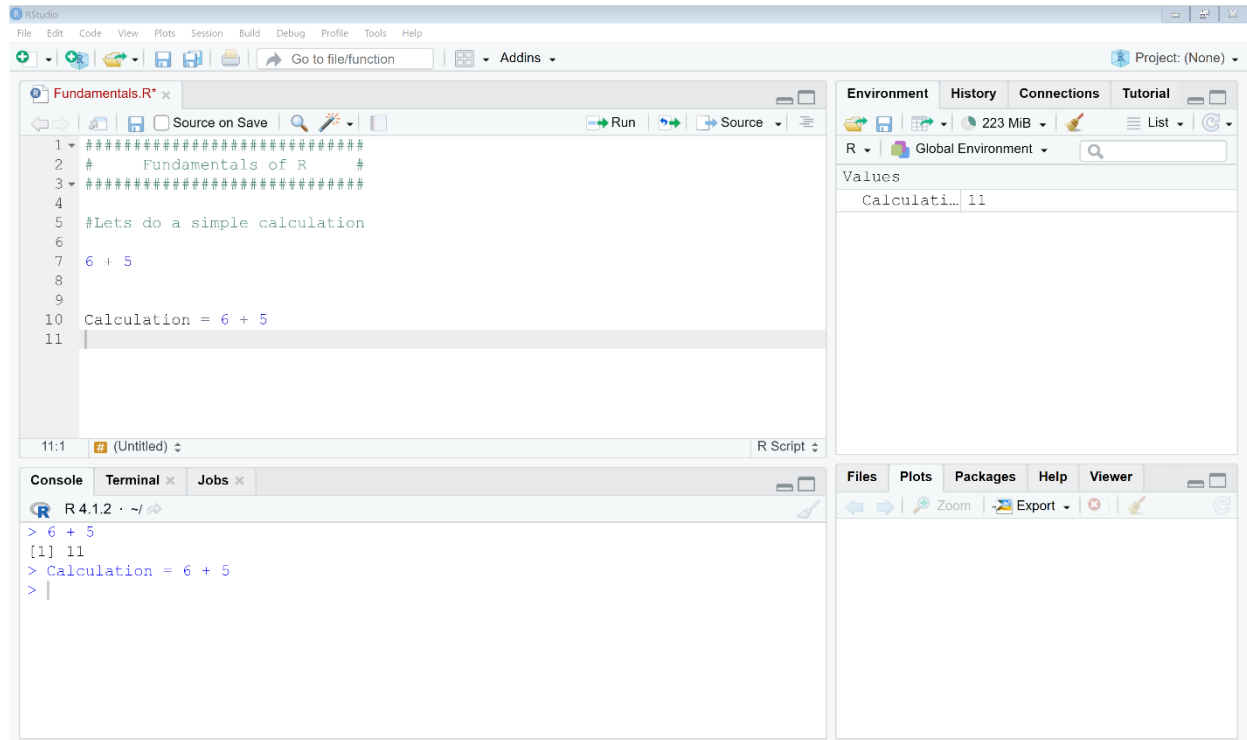 RStudio
File Edit Code View Plots Session Build Debug Profile Tools Help
Go to file/function Addins Project: (None)
Fundamentals.R*
Source on Save Run Source
1 ##############################
2 # Fundamentals of R #
3 ##############################
4
5 #Lets do a simple calculation
6
7 6 + 5
8
9
10 Calculation = 6 + 5
11
11:1 # (Untitled) R Script
Console Terminal Jobs
R 4.1.2 · ~/
> 6 + 5
[1] 11
> Calculation = 6 + 5
>
Environment History Connections Tutorial
223 MiB List
R Global Environment
Values
Calculati… 11
Files Plots Packages Help Viewer
Zoom Export